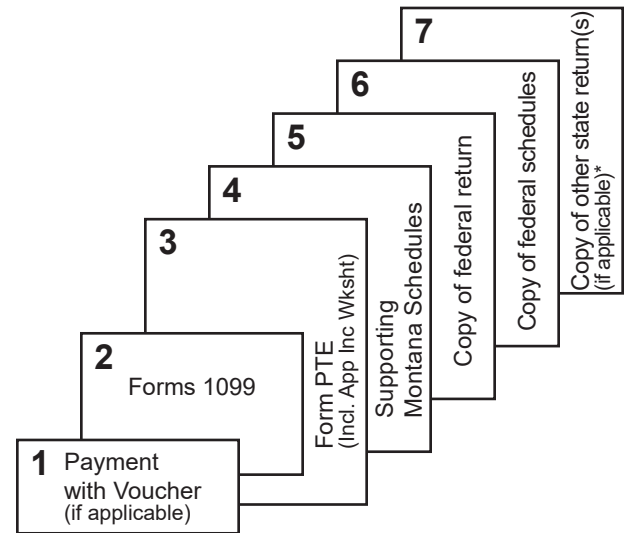 1 Payment
with Voucher
(if applicable)
2
Forms 1099
3
Form PTE
(Incl. App Inc Wksht)
4
Supporting
Montana Schedules
5
Copy of federal return
6
Copy of federal schedules
7
Copy of other state return(s)
(if applicable)*